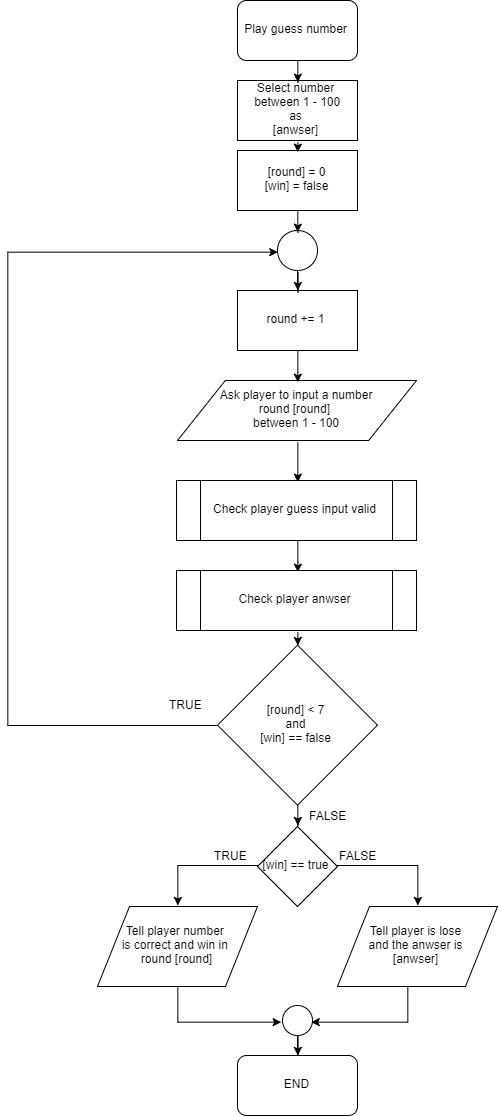 Play guess number
Select number
between 1 - 100
as
[anwser]
[round] = 0
[win] = false
round += 1
Ask player to input a number
round [round]
between 1 - 100
Check player guess input valid
Check player anwser
TRUE
[round] < 7
and
[win] == false
FALSE
TRUE
[win] == true
FALSE
Tell player number
is correct and win in
round [round]
Tell player is lose
and the anwser is
[anwser]
END